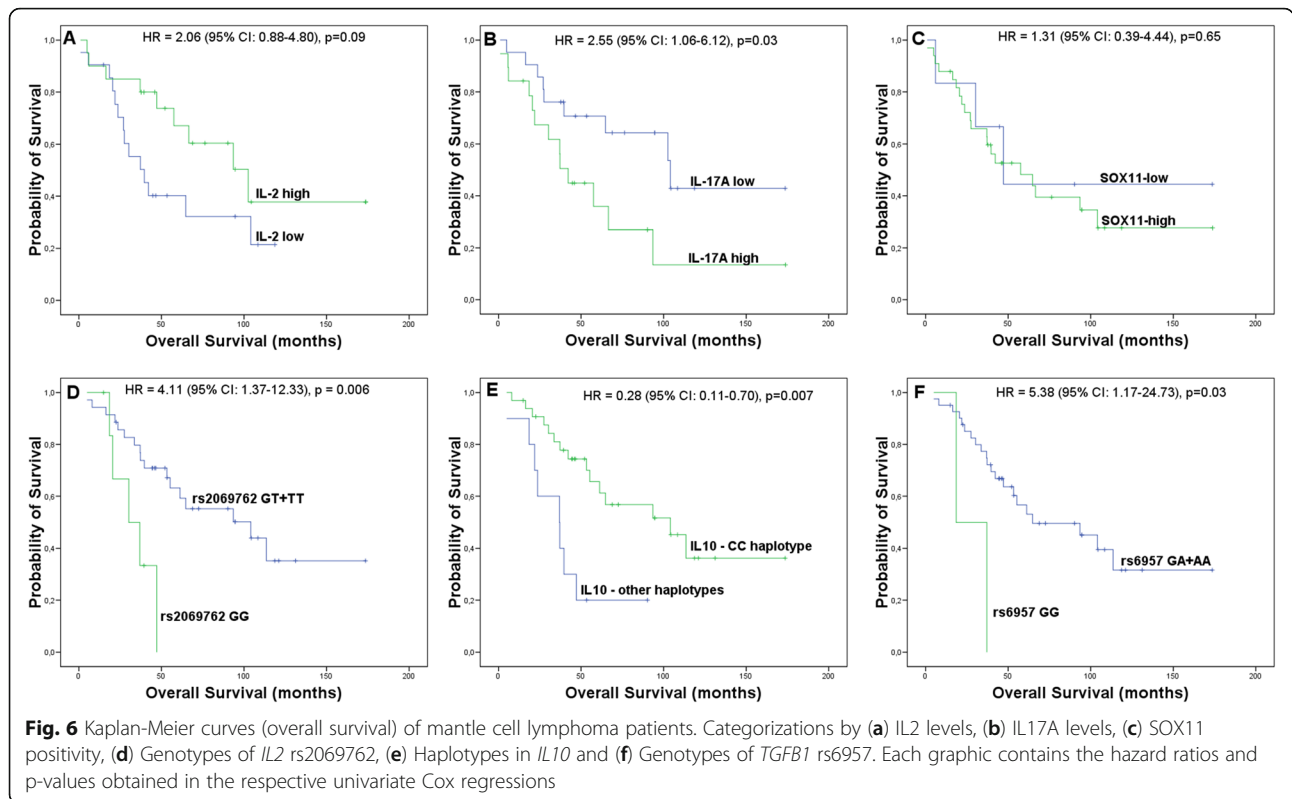 A
HR = 2.06 (95% CI: 0.88-4.80), p=0.09
Probability of Survival
1,0
0,8
0,6
0,4
0,2
0,0
IL-2 high
IL-2 low
0 50 100 150 200
Overall Survival (months)
B
HR = 2.55 (95% CI: 1.06-6.12), p=0.03
Probability of Survival
1,0
0,8
0,6
0,4
0,2
0,0
IL-17A low
IL-17A high
0 50 100 150 200
Overall Survival (months)
C
HR = 1.31 (95% CI: 0.39-4.44), p=0.65
Probability of Survival
1,0
0,8
0,6
0,4
0,2
0,0
SOX11-low
SOX11-high
0 50 100 150 200
Overall Survival (months)
D
HR = 4.11 (95% CI: 1.37-12.33), p = 0.006
Probability of Survival
1,0
0,8
0,6
0,4
0,2
0,0
rs2069762 GT+TT
rs2069762 GG
0 50 100 150 200
Overall Survival (months)
E
HR = 0.28 (95% CI: 0.11-0.70), p=0.007
Probability of Survival
1,0
0,8
0,6
0,4
0,2
0,0
IL10 - CC haplotype
IL10 - other haplotypes
0 50 100 150 200
Overall Survival (months)
F
HR = 5.38 (95% CI: 1.17-24.73), p=0.03
Probability of Survival
1,0
0,8
0,6
0,4
0,2
0,0
rs6957 GA+AA
rs6957 GG
0 50 100 150 200
Overall Survival (months)
Fig. 6 Kaplan-Meier curves (overall survival) of mantle cell lymphoma patients. Categorizations by (a) IL2 levels, (b) IL17A levels, (c) SOX11
positivity, (d) Genotypes of IL2 rs2069762, (e) Haplotypes in IL10 and (f) Genotypes of TGFB1 rs6957. Each graphic contains the hazard ratios and
p-values obtained in the respective univariate Cox regressions